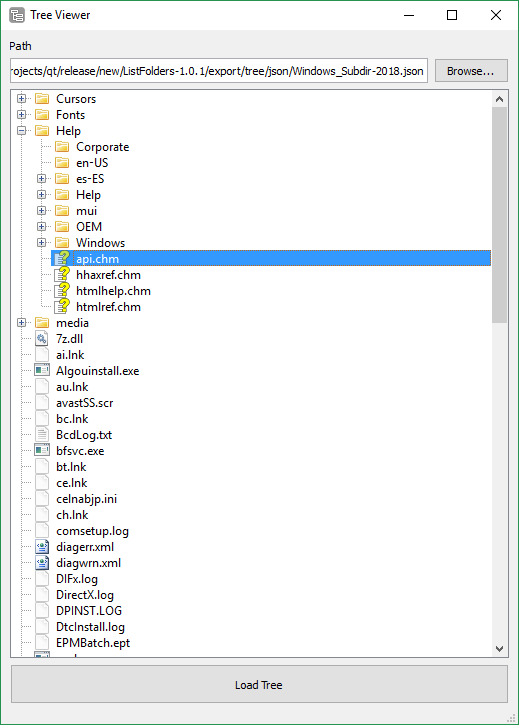 Tree Viewer
Path
rojects/qt/release/new/ListFolders-1.0.1/export/tree/json/Windows_Subdir-2018.json
Browse...
Cursors
Fonts
Help
Corporate
en-US
es-ES
Help
mui
OEM
Windows
api.chm
hhaxref.chm
htmlhelp.chm
htmlref.chm
media
7z.dll
ai.lnk
Algouinstall.exe
au.lnk
avastSS.scr
bc.lnk
BcdLog.txt
bfsvc.exe
bt.lnk
ce.lnk
celnabjp.ini
ch.lnk
comsetup.log
diagerr.xml
diagwrn.xml
DIFx.log
DirectX.log
DPINST.LOG
DtcInstall.log
EPMBatch.ept
Load Tree